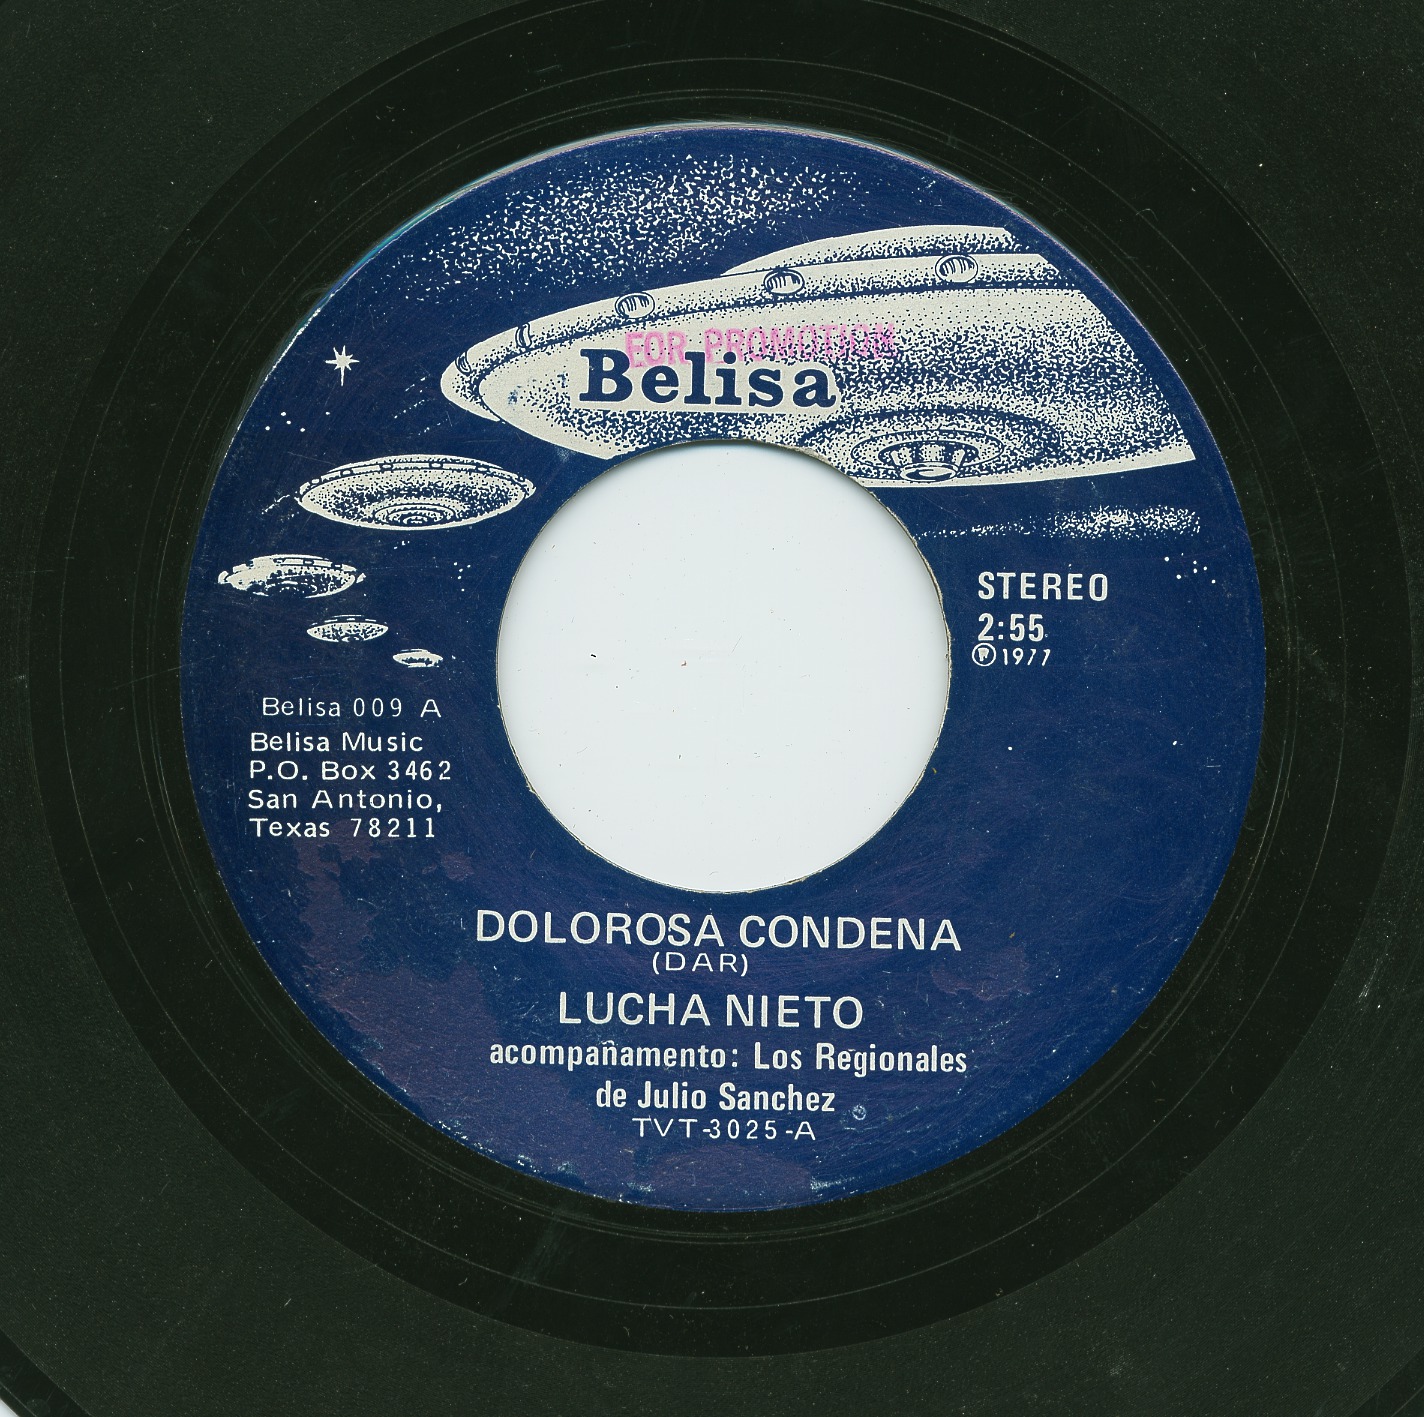 FOR PROMOTION
Belisa
STEREO
2:55
Ⓟ 1977
Belisa 009 A
Belisa Music
P.O. Box 3462
San Antonio,
Texas 78211
DOLOROSA CONDENA
(DAR)
LUCHA NIETO
acompañamento: Los Regionales
de Julio Sanchez
TVT-3025-A